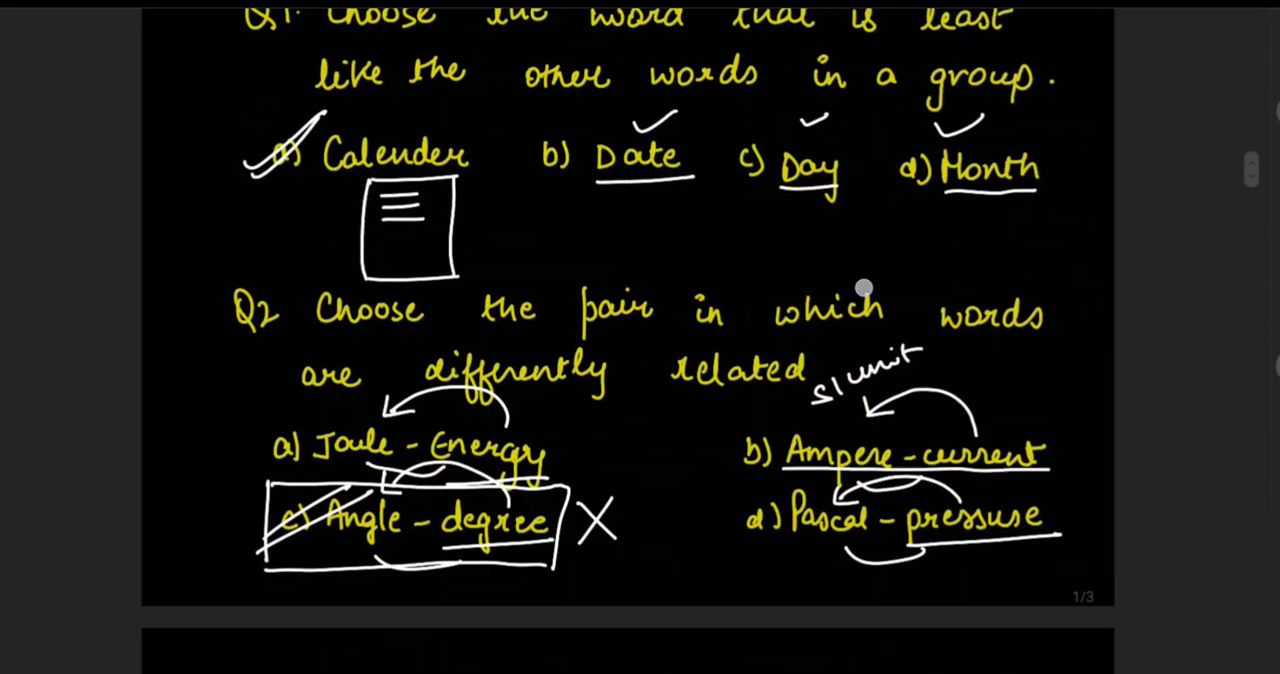 Q1. Choose the word that is least
like the other words in a group.
a) Calender b) Date c) Day d) Month
Q2 Choose the pair in which words
are differently related
SI unit
a) Joule - Energy b) Ampere - current
c) Angle - degree d) Pascal - pressuse
1/3